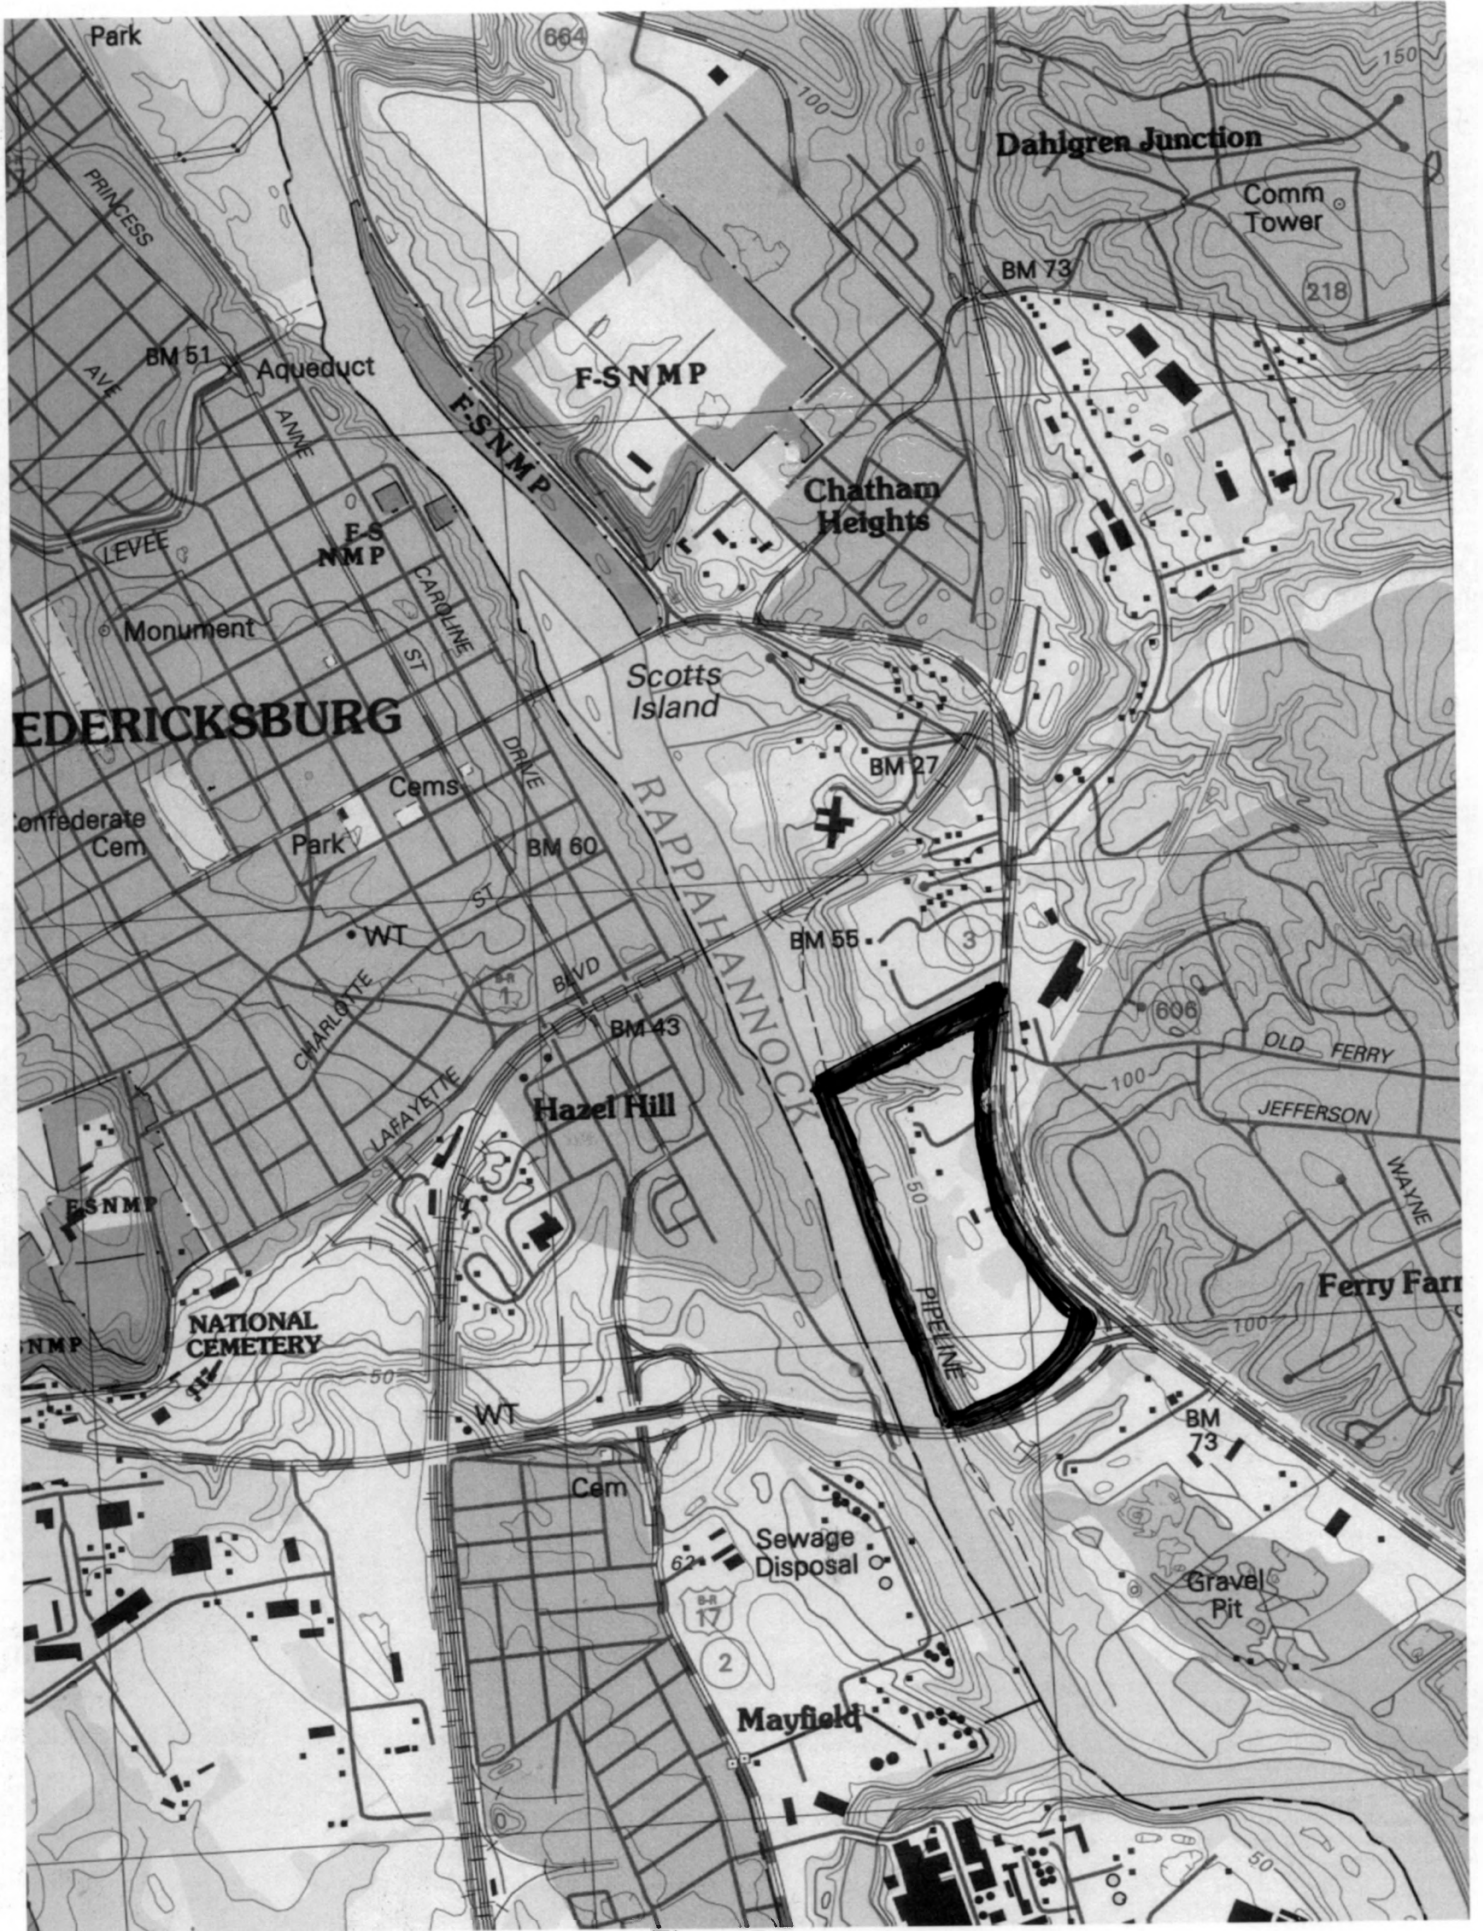 Park
664
150
100
Dahlgren Junction
PRINCESS
Comm
Tower
BM 73
218
BM 51
Aqueduct
AVE
F-SNMP
ANNE
F-SNMP
Chatham
Heights
F-S
NMP
LEVEE
CAROLINE
Monument
ST
Scotts
Island
EDERICKSBURG
DRIVE
BM 27
Cems
RAPPAHANNOCK
onfederate
Cem
Park
BM 60
ST
WT
BM 55
3
BLVD
B-R
1
606
CHARLOTTE
BM 43
OLD FERRY
100
LAFAYETTE
Hazel Hill
JEFFERSON
3
50
WAYNE
FSNMP
PIPELINE
Ferry Farm
NATIONAL
CEMETERY
100
NMP
50
WT
BM
73
Cem
Sewage
Disposal
62
Gravel
Pit
B-R
17
2
Mayfield
50